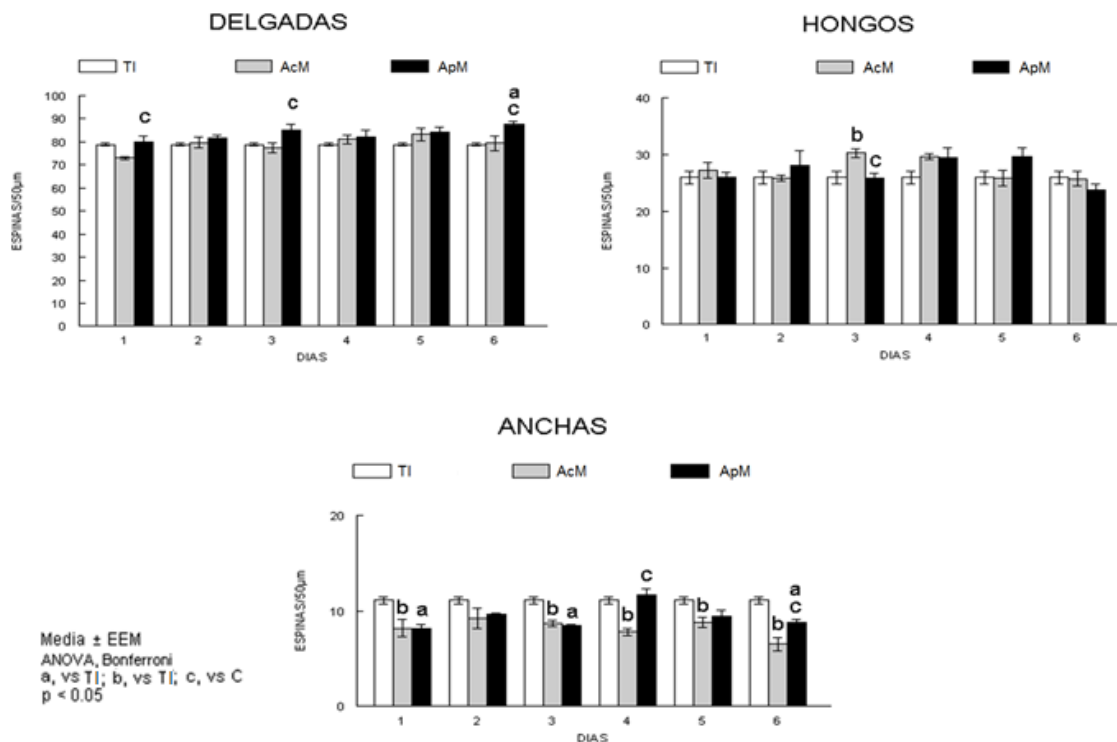 DELGADAS
TI AcM ApM
ESPINAS/50µm
100
90
80
70
60
50
40
30
20
10
0
c c a
c
1 2 3 4 5 6
DIAS
HONGOS
TI AcM ApM
ESPINAS/50µm
40
30
20
0
b
c
1 2 3 4 5 6
DIAS
ANCHAS
TI AcM ApM
ESPINAS/50µm
20
10
0
b a b a b c b b a
c
1 2 3 4 5 6
DIAS
Media ± EEM
ANOVA, Bonferroni
a, vs TI; b, vs TI; c, vs C
p < 0.05